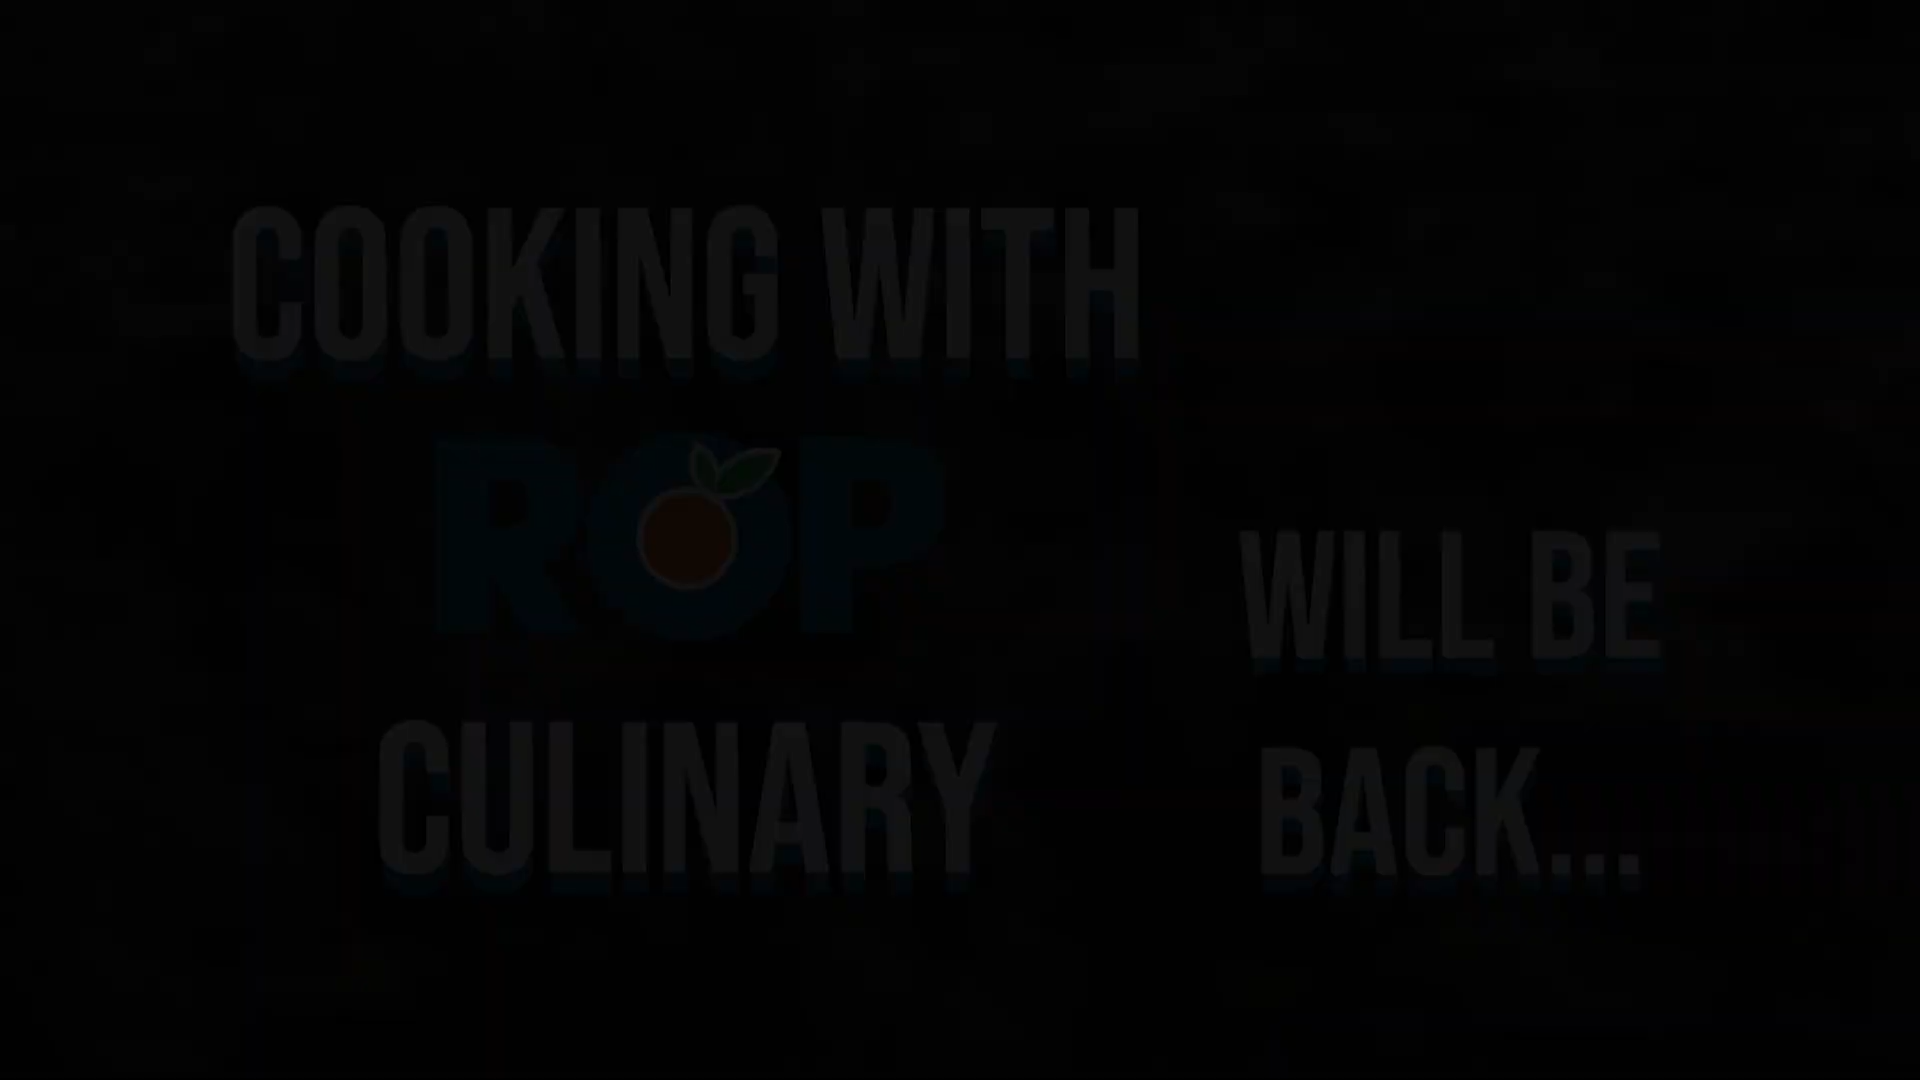 COOKING WITH
ROP
CULINARY
WILL BE
BACK...